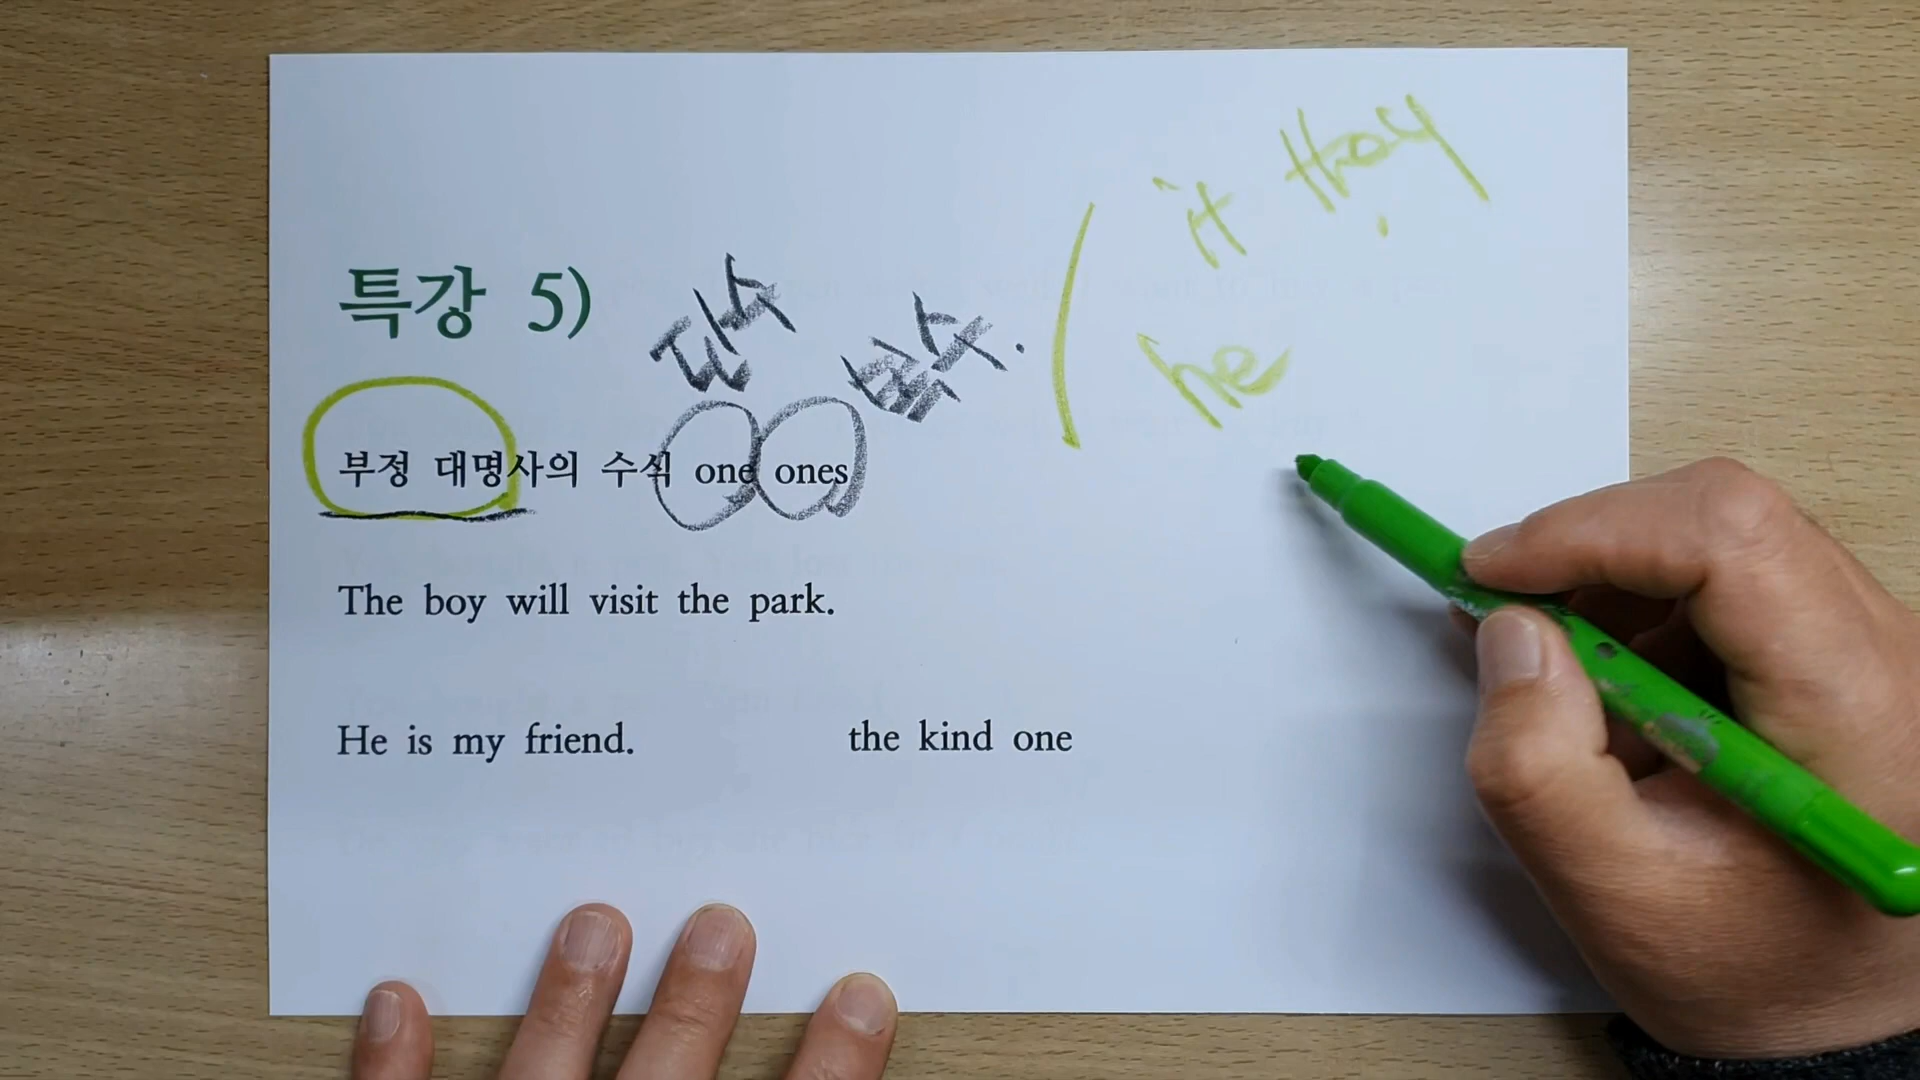 특강 5)
단수 복수.
it they
he
부정 대명사의 수식 one ones
The boy will visit the park.
He is my friend. the kind one